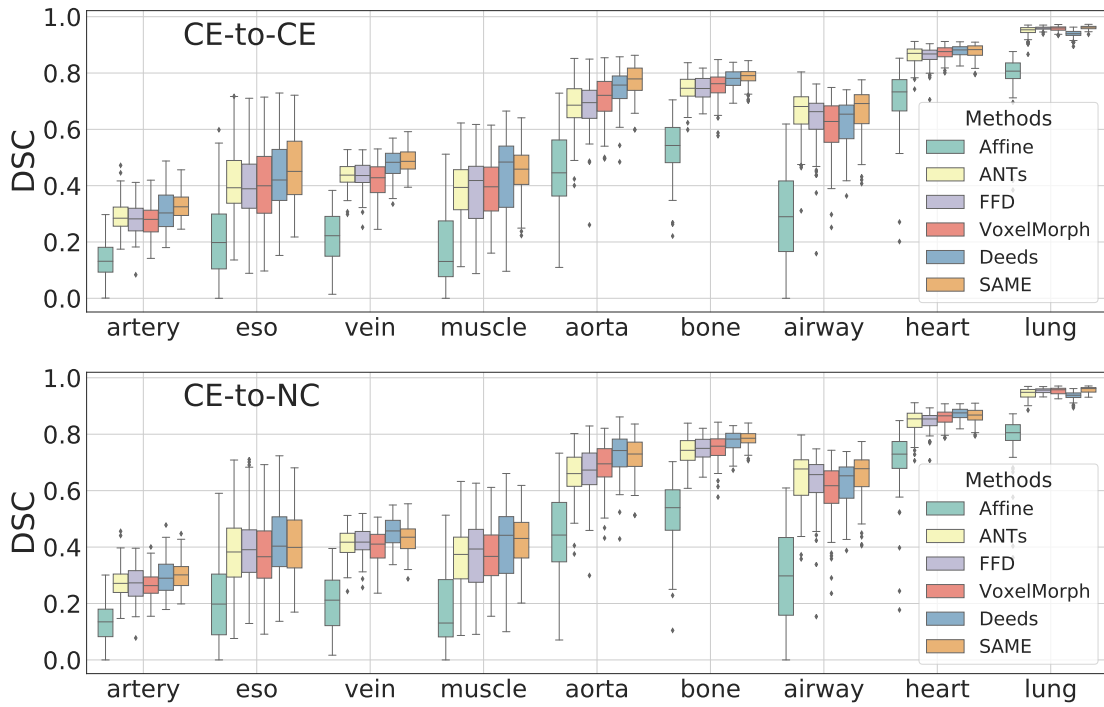 CE-to-CE
DSC
1.0
0.8
0.6
0.4
0.2
0.0
Methods
Affine
ANTs
FFD
VoxelMorph
Deeds
SAME
artery eso vein muscle aorta bone airway heart lung
CE-to-NC
DSC
1.0
0.8
0.6
0.4
0.2
0.0
Methods
Affine
ANTs
FFD
VoxelMorph
Deeds
SAME
artery eso vein muscle aorta bone airway heart lung